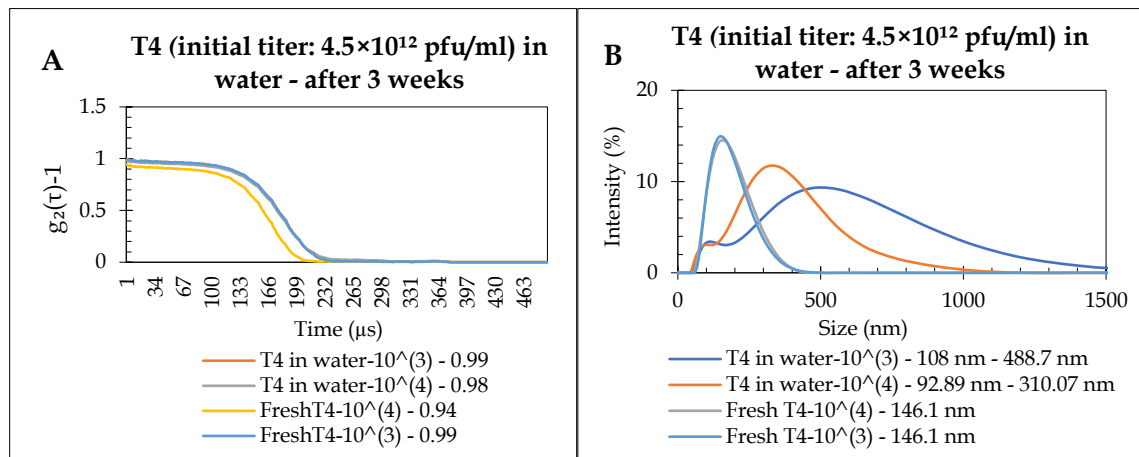 A
T4 (initial titer: 4.5×10¹² pfu/ml) in
water - after 3 weeks
g₂(τ)-1
1.5
1
0.5
0
1 34 67 100 133 166 199 232 265 298 331 364 397 430 463
Time (µs)
T4 in water-10^(3) - 0.99
T4 in water-10^(4) - 0.98
FreshT4-10^(4) - 0.94
FreshT4-10^(3) - 0.99
B
T4 (initial titer: 4.5×10¹² pfu/ml) in
water - after 3 weeks
Intensity (%)
20
10
0
0 500 1000 1500
Size (nm)
T4 in water-10^(3) - 108 nm - 488.7 nm
T4 in water-10^(4) - 92.89 nm - 310.07 nm
Fresh T4-10^(4) - 146.1 nm
Fresh T4-10^(3) - 146.1 nm